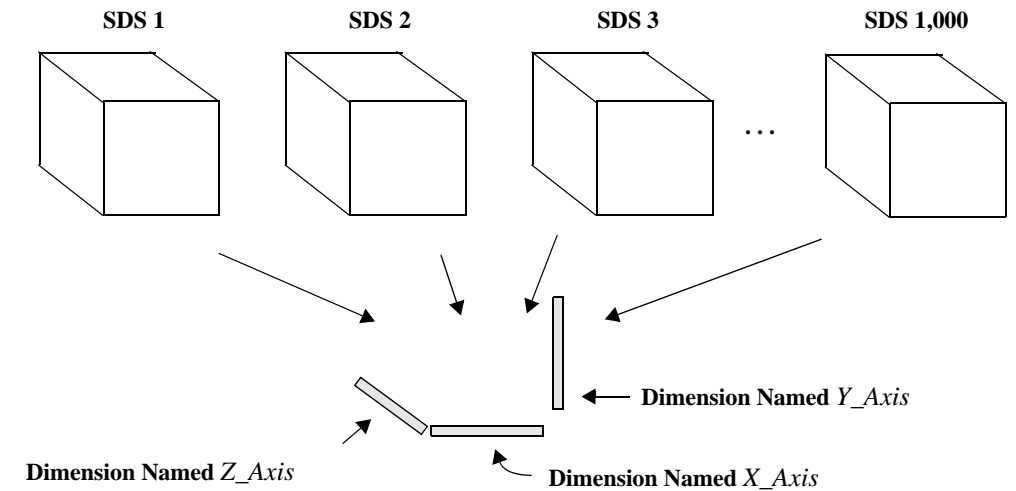 SDS 1
SDS 2
SDS 3
SDS 1,000
...
Dimension Named Y_Axis
Dimension Named Z_Axis
Dimension Named X_Axis